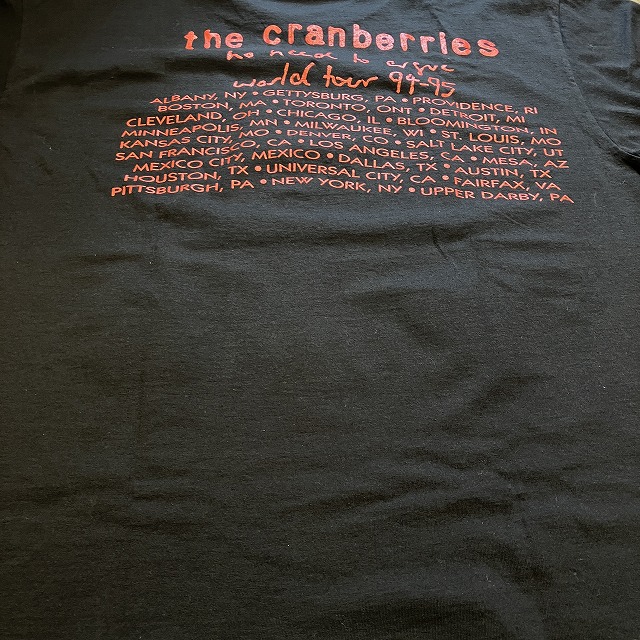 the cranberries
no need to argue
world tour 94-95
ALBANY, NY • GETTYSBURG, PA • PROVIDENCE, RI
BOSTON, MA • TORONTO, ONT • DETROIT, MI
CLEVELAND, OH • CHICAGO, IL • BLOOMINGTON, IN
MINNEAPOLIS, MN • MILWAUKEE, WI • ST. LOUIS, MO
KANSAS CITY, MO • DENVER, CO • SALT LAKE CITY, UT
SAN FRANCISCO, CA • LOS ANGELES, CA • MESA, AZ
MEXICO CITY, MEXICO • DALLAS, TX • AUSTIN, TX
HOUSTON, TX • UNIVERSAL CITY, CA • FAIRFAX, VA
PITTSBURGH, PA • NEW YORK, NY • UPPER DARBY, PA